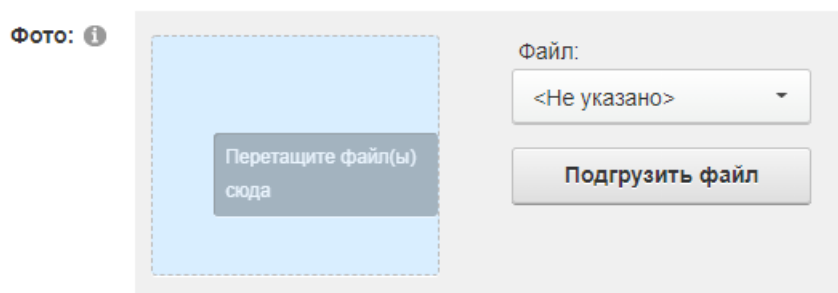 Фото:
Файл:
<Не указано>
Перетащите файл(ы)
сюда
Подгрузить файл